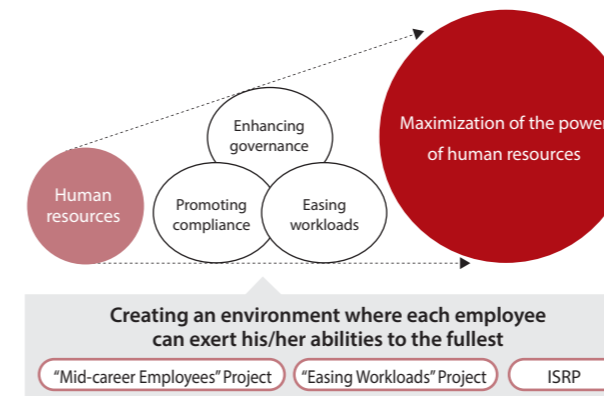 Enhancing
governance
Maximization of the power
of human resources
Human
resources
Promoting
compliance
Easing
workloads
Creating an environment where each employee
can exert his/her abilities to the fullest
“Mid-career Employees” Project
“Easing Workloads” Project
ISRP